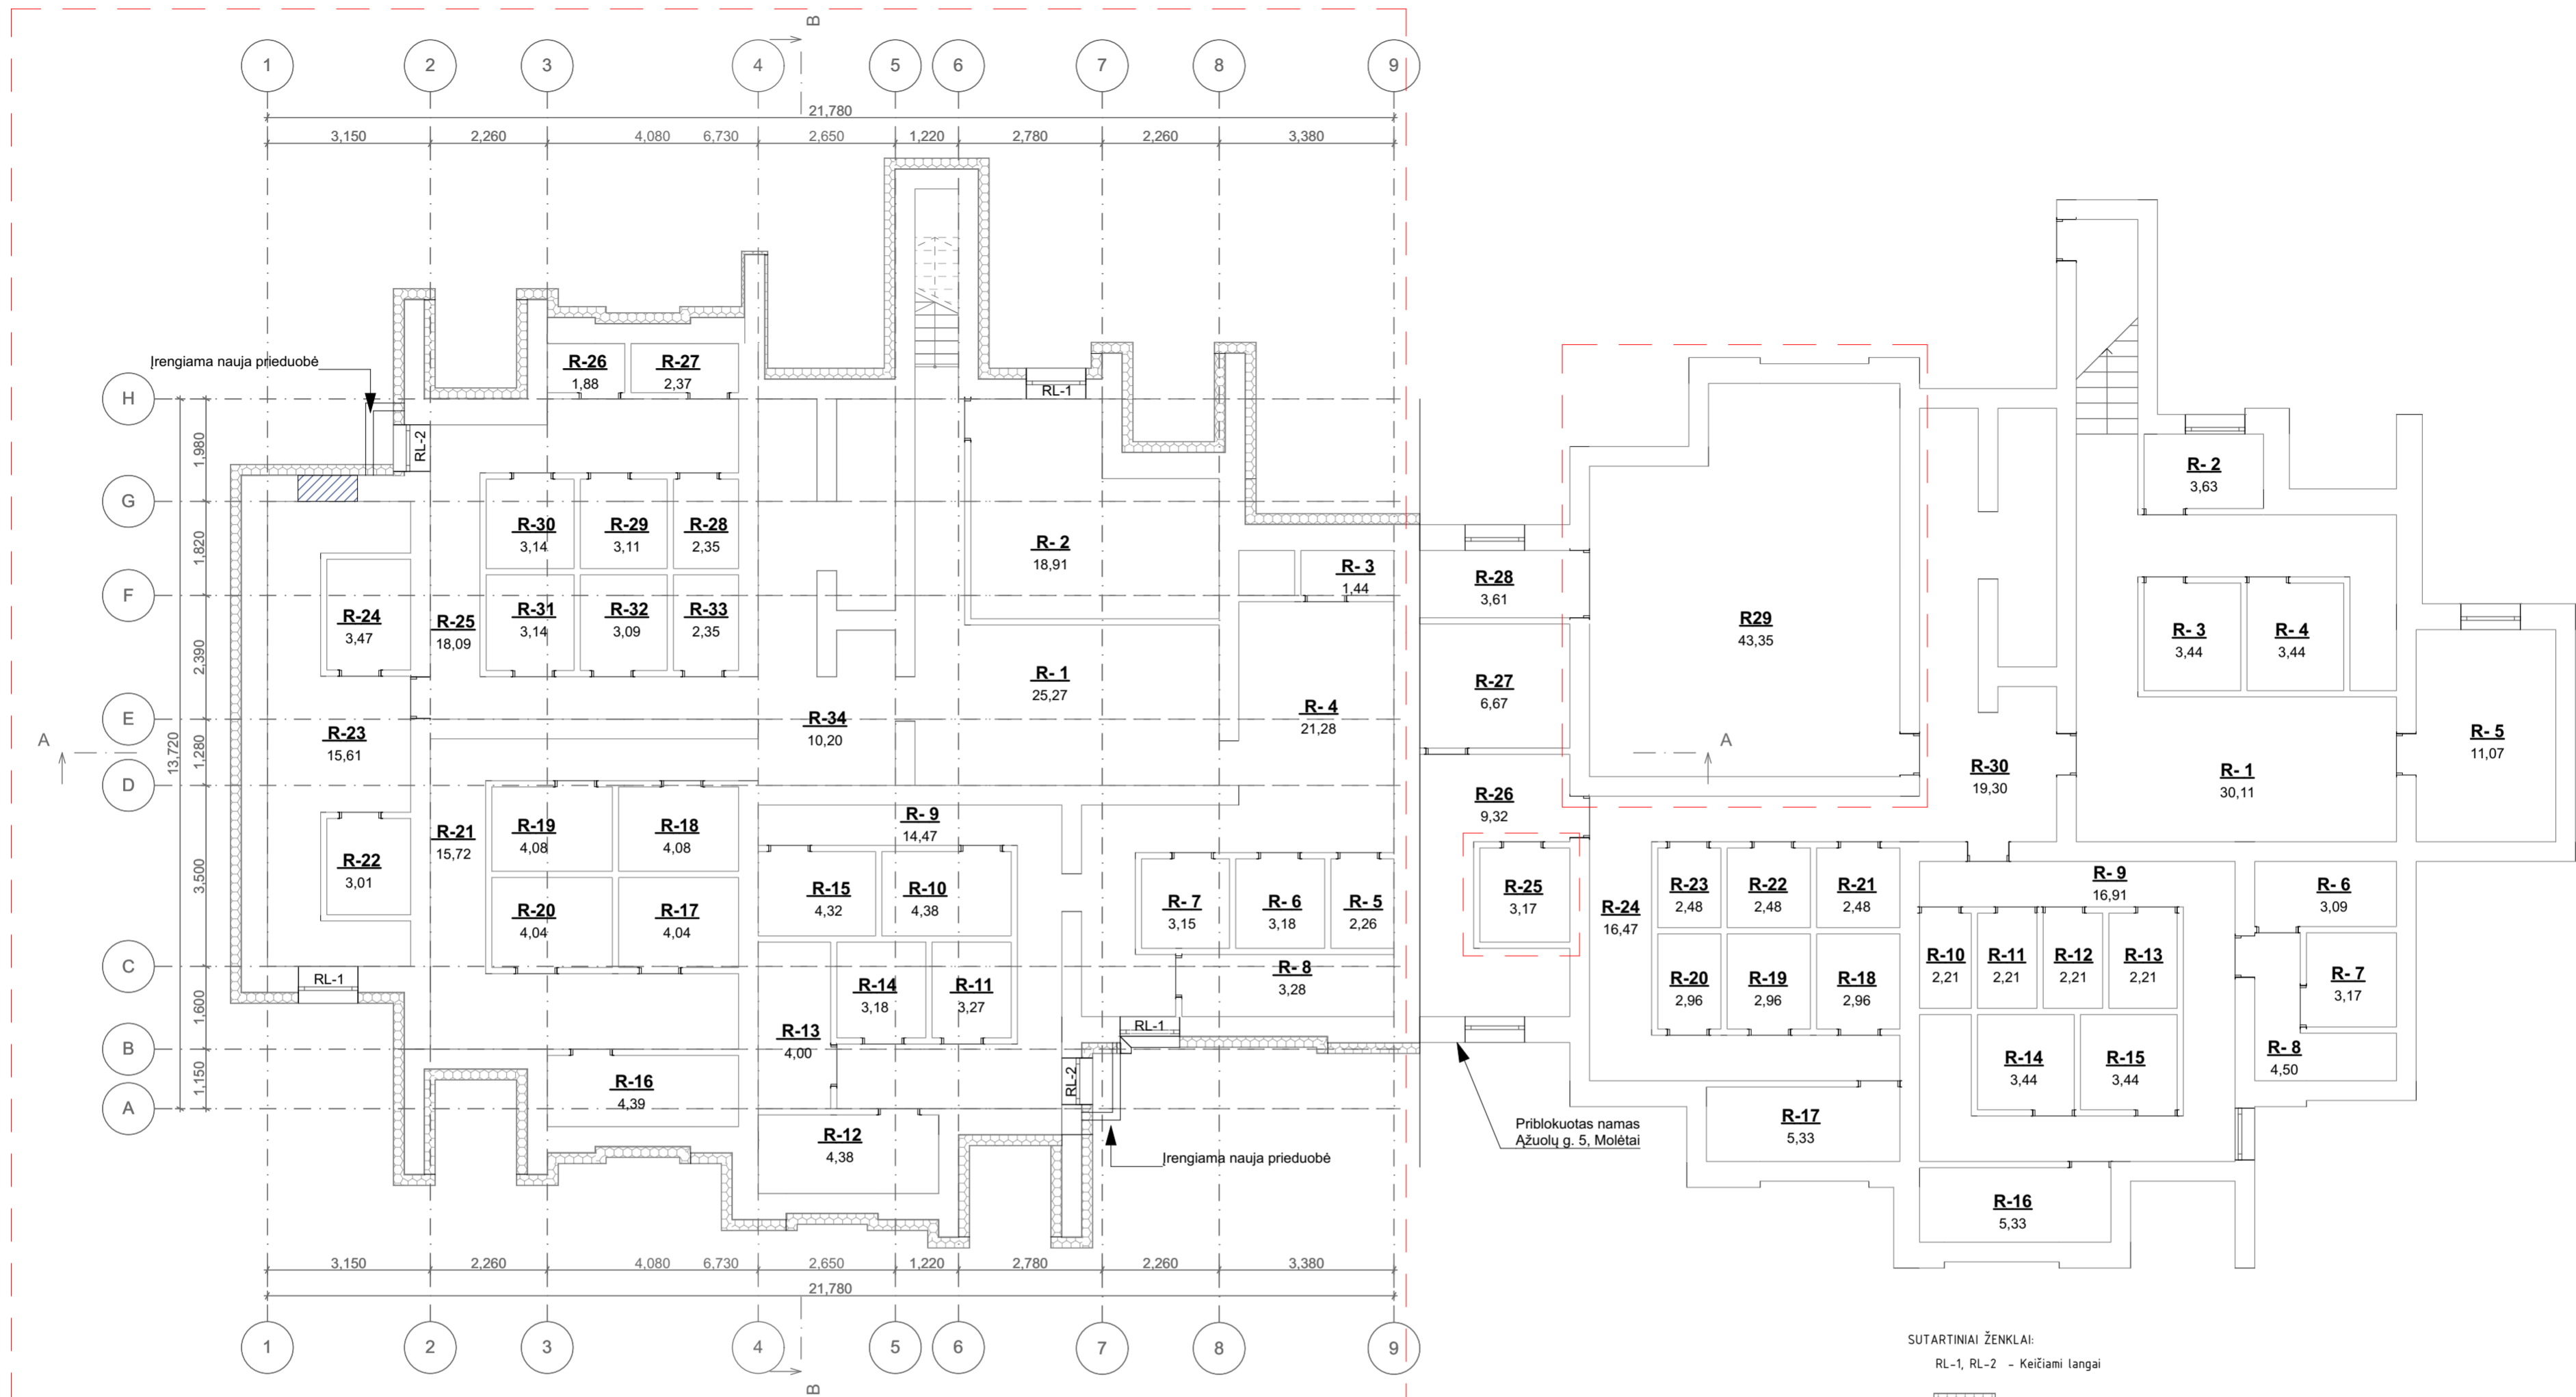 B
1 2 3 4 5 6 7 8 9
21,780
3,150 2,260 4,080 6,730 2,650 1,220 2,780 2,260 3,380
Įrengiama nauja prieduobė
H
G
F
E
D
C
B
A
1,980
1,820
2,390
1,280
3,500
1,600
1,150
13,720
A
RL-2
RL-1
R-26
1,88
R-27
2,37
R-30
3,14
R-29
3,11
R-28
2,35
R-31
3,14
R-32
3,09
R-33
2,35
R-24
3,47
R-25
18,09
R- 2
18,91
R- 3
1,44
R- 1
25,27
R- 4
21,28
R-34
10,20
R-23
15,61
R-22
3,01
R-21
15,72
R-19
4,08
R-18
4,08
R-20
4,04
R-17
4,04
R- 9
14,47
R-15
4,32
R-10
4,38
R-14
3,18
R-11
3,27
R-13
4,00
R-16
4,39
R-12
4,38
R- 7
3,15
R- 6
3,18
R- 5
2,26
R- 8
3,28
RL-1
RL-1
RL-2
Įrengiama nauja prieduobė
3,150 2,260 4,080 6,730 2,650 1,220 2,780 2,260 3,380
21,780
1 2 3 4 5 6 7 8 9
B
R-28
3,61
R-27
6,67
R-26
9,32
R-25
3,17
R29
43,35
A
R-30
19,30
R- 2
3,63
R- 3
3,44
R- 4
3,44
R- 5
11,07
R- 1
30,11
R-24
16,47
R-23
2,48
R-22
2,48
R-21
2,48
R-20
2,96
R-19
2,96
R-18
2,96
R- 9
16,91
R- 6
3,09
R-10
2,21
R-11
2,21
R-12
2,21
R-13
2,21
R- 7
3,17
R-14
3,44
R-15
3,44
R- 8
4,50
R-17
5,33
R-16
5,33
Priblokuotas namas
Ąžuolų g. 5, Molėtai
SUTARTINIAI ŽENKLAI:
RL-1, RL-2 - Keičiami langai